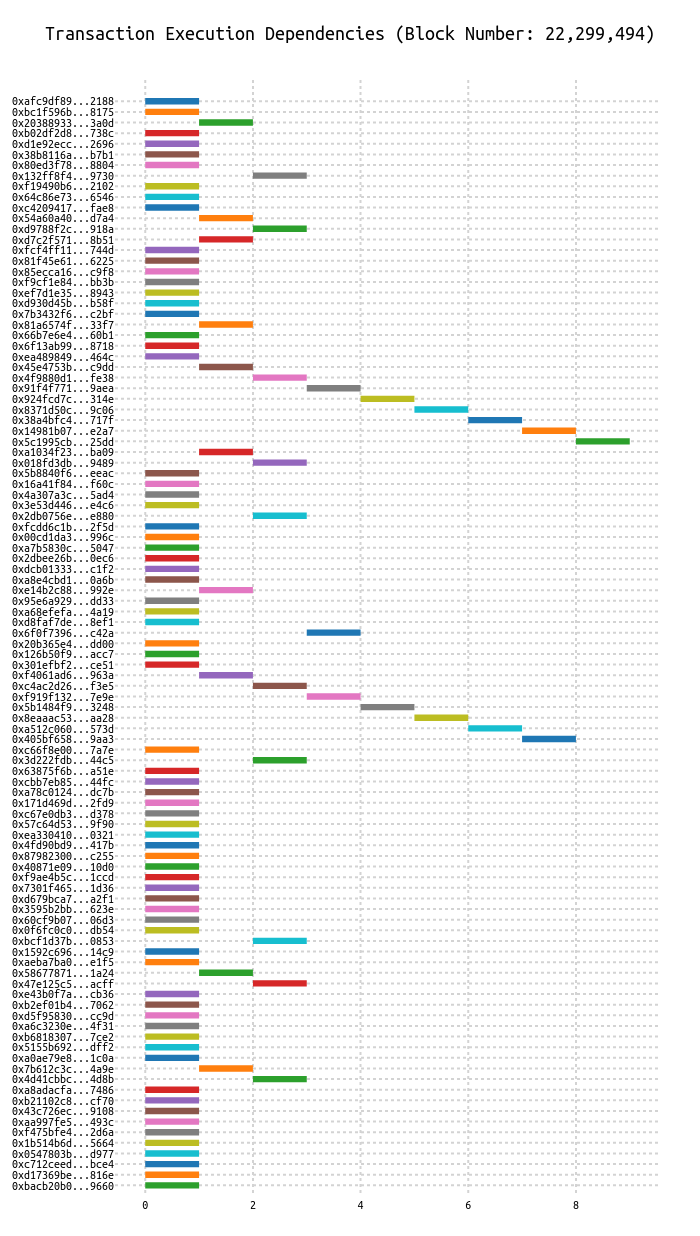 Transaction Execution Dependencies (Block Number: 22,299,494)
0xafc9df89...2188
0xbc1f596b...8175
0x20388933...3a0d
0xb02df2d8...738c
0xd1e92ecc...2696
0x38b8116a...b7b1
0x80ed3f78...8804
0x132ff8f4...9730
0xf19490b6...2102
0x64c86e73...6546
0xc4209417...fae8
0x54a60a40...d7a4
0xd9788f2c...918a
0xd7c2f571...8b51
0xfcf4ff11...744d
0x81f45e61...6225
0x85ecca16...c9f8
0xf9cf1e84...bb3b
0xef7d1e35...8943
0xd930d45b...b58f
0x7b3432f6...c2bf
0x81a6574f...33f7
0x66b7e6e4...60b1
0x6f13ab99...8718
0xea489849...464c
0x45e4753b...c9dd
0x4f9880d1...fe38
0x91f4f771...9aea
0x924fcd7c...314e
0x8371d50c...9c06
0x38a4bfc4...717f
0x14981b07...e2a7
0x5c1995cb...25dd
0xa1034f23...ba09
0x018fd3db...9489
0x5b8840f6...eeac
0x16a41f84...f60c
0x4a307a3c...5ad4
0x3e53d446...e4c6
0x2db0756e...e880
0xfcdd6c1b...2f5d
0x00cd1da3...996c
0xa7b5830c...5047
0x2dbee26b...0ec6
0xdcb01333...c1f2
0xa8e4cbd1...0a6b
0xe14b2c88...992e
0x95e6a929...dd33
0xa68efefa...4a19
0xd8faf7de...8ef1
0x6f0f7396...c42a
0x20b365e4...dd00
0x126b50f9...acc7
0x301efbf2...ce51
0xf4061ad6...963a
0xc4ac2d26...f3e5
0xf919f132...7e9e
0x5b1484f9...3248
0x8eaaac53...aa28
0xa512c060...573d
0x405bf658...9aa3
0xc66f8e00...7a7e
0x3d222fdb...44c5
0x63875f6b...a51e
0xcbb7eb85...44fc
0xa78c0124...dc7b
0x171d469d...2fd9
0xc67e0db3...d378
0x57c64d53...9f90
0xea330410...0321
0x4fd90bd9...417b
0x87982300...c255
0x40871e09...10d0
0xf9ae4b5c...1ccd
0x7301f465...1d36
0xd679bca7...a2f1
0x3595b2bb...623e
0x60cf9b07...06d3
0x0f6fc0c0...db54
0xbcf1d37b...0853
0x1592c696...14c9
0xaeba7ba0...e1f5
0x58677871...1a24
0x47e125c5...acff
0xe43b0f7a...cb36
0xb2ef01b4...7062
0xd5f95830...cc9d
0xa6c3230e...4f31
0xb6818307...7ce2
0x5155b692...dff2
0xa0ae79e8...1c0a
0x7b612c3c...4a9e
0x4d41cbbc...4d8b
0xa8adacfa...7486
0xb21102c8...cf70
0x43c726ec...9108
0xaa997fe5...493c
0xf475bfe4...2d6a
0x1b514b6d...5664
0x0547803b...d977
0xc712ceed...bce4
0xd17369be...816e
0xbacb20b0...9660
0 2 4 6 8